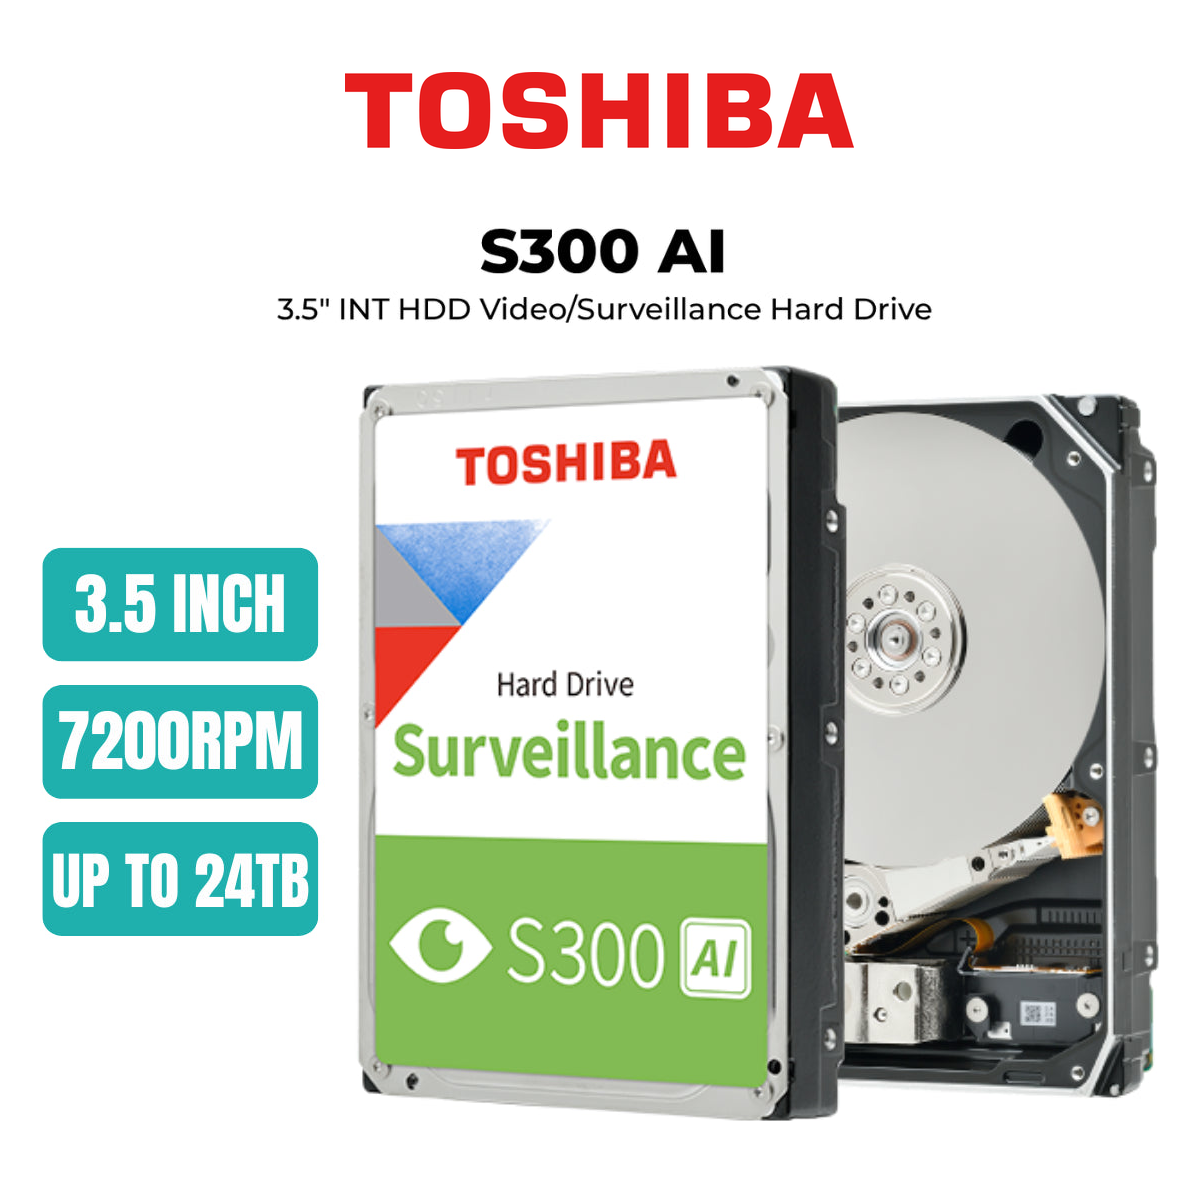 TOSHIBA
S300 AI
3.5" INT HDD Video/Surveillance Hard Drive
TOSHIBA
Hard Drive
Surveillance
S300 AI
3.5 INCH
7200RPM
UP TO 24TB